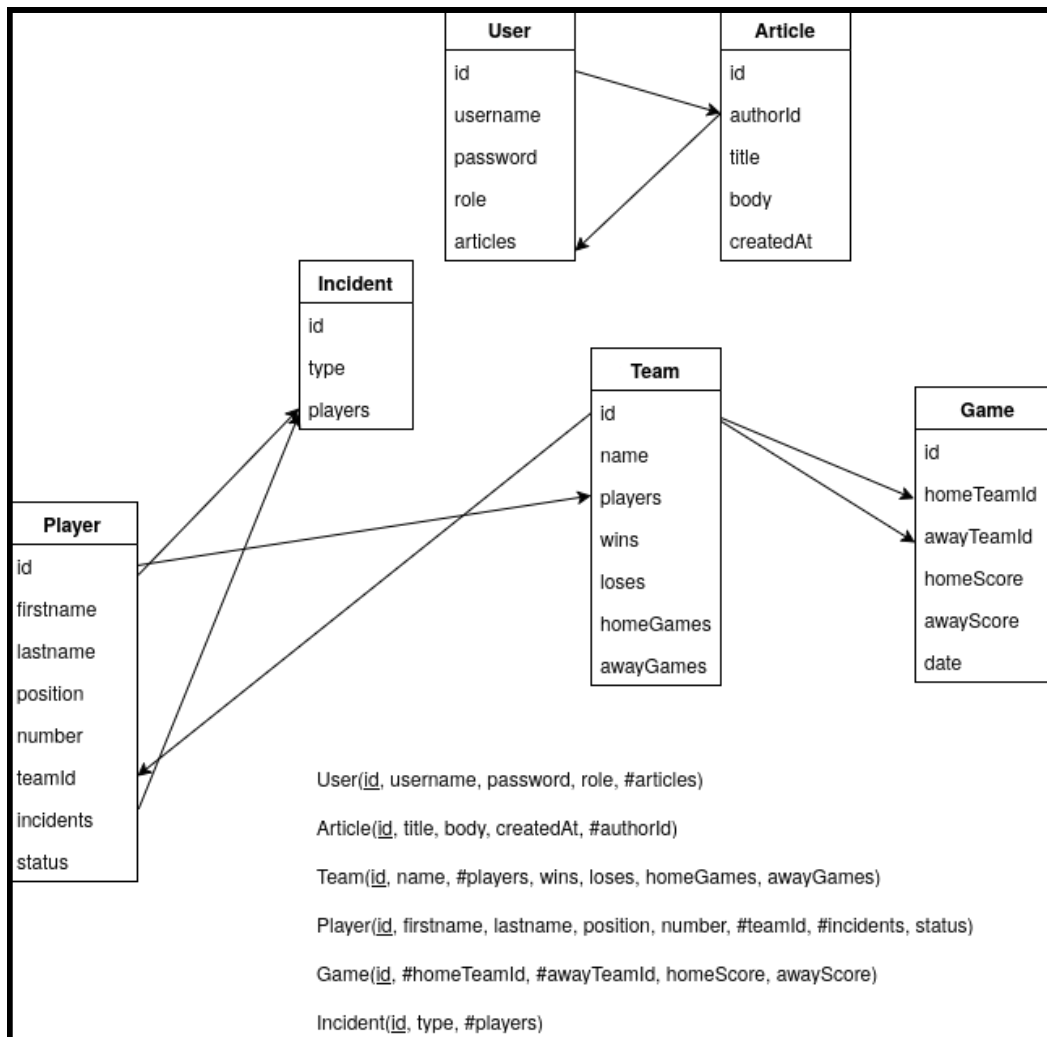 User
id
username
password
role
articles
Article
id
authorId
title
body
createdAt
Incident
id
type
players
Team
id
name
players
wins
loses
homeGames
awayGames
Game
id
homeTeamId
awayTeamId
homeScore
awayScore
date
Player
id
firstname
lastname
position
number
teamId
incidents
status
User(id, username, password, role, #articles)
Article(id, title, body, createdAt, #authorId)
Team(id, name, #players, wins, loses, homeGames, awayGames)
Player(id, firstname, lastname, position, number, #teamId, #incidents, status)
Game(id, #homeTeamId, #awayTeamId, homeScore, awayScore)
Incident(id, type, #players)